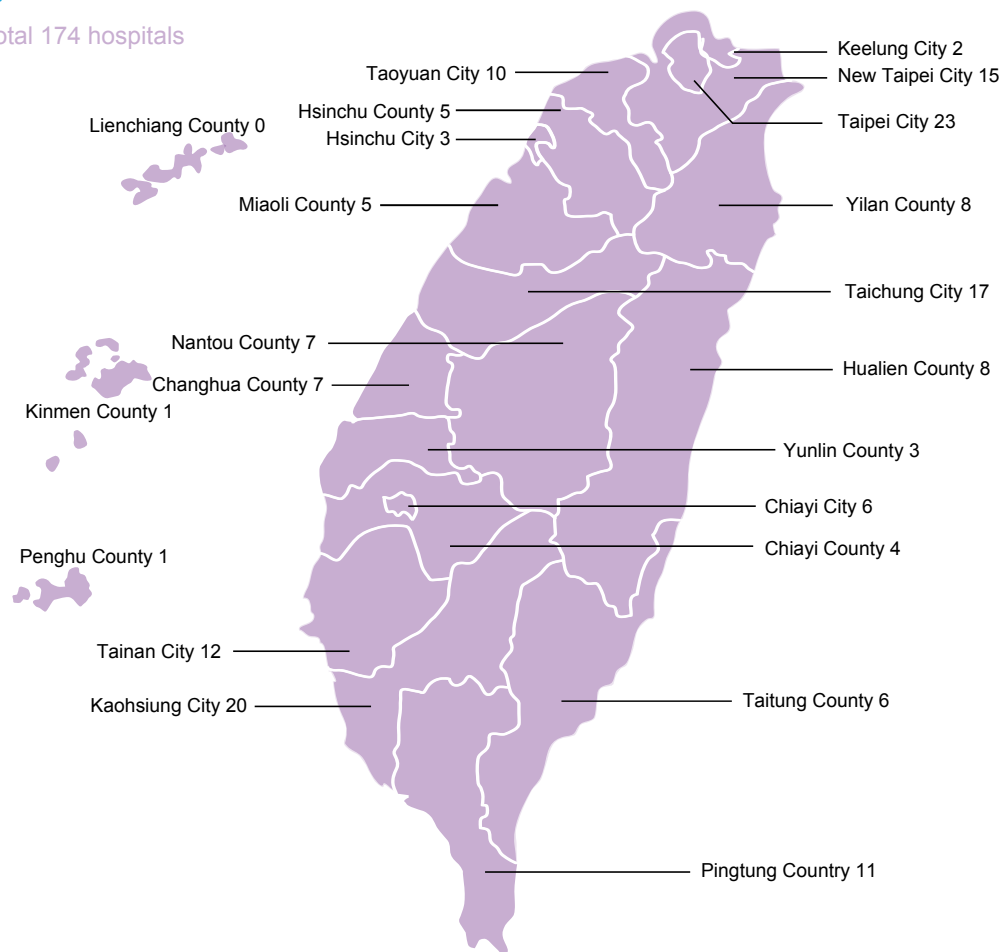 otal 174 hospitals
Keelung City 2
Taoyuan City 10
New Taipei City 15
Hsinchu County 5
Lienchiang County 0
Taipei City 23
Hsinchu City 3
Miaoli County 5
Yilan County 8
Taichung City 17
Nantou County 7
Hualien County 8
Changhua County 7
Kinmen County 1
Yunlin County 3
Chiayi City 6
Chiayi County 4
Penghu County 1
Tainan City 12
Taitung County 6
Kaohsiung City 20
Pingtung Country 11